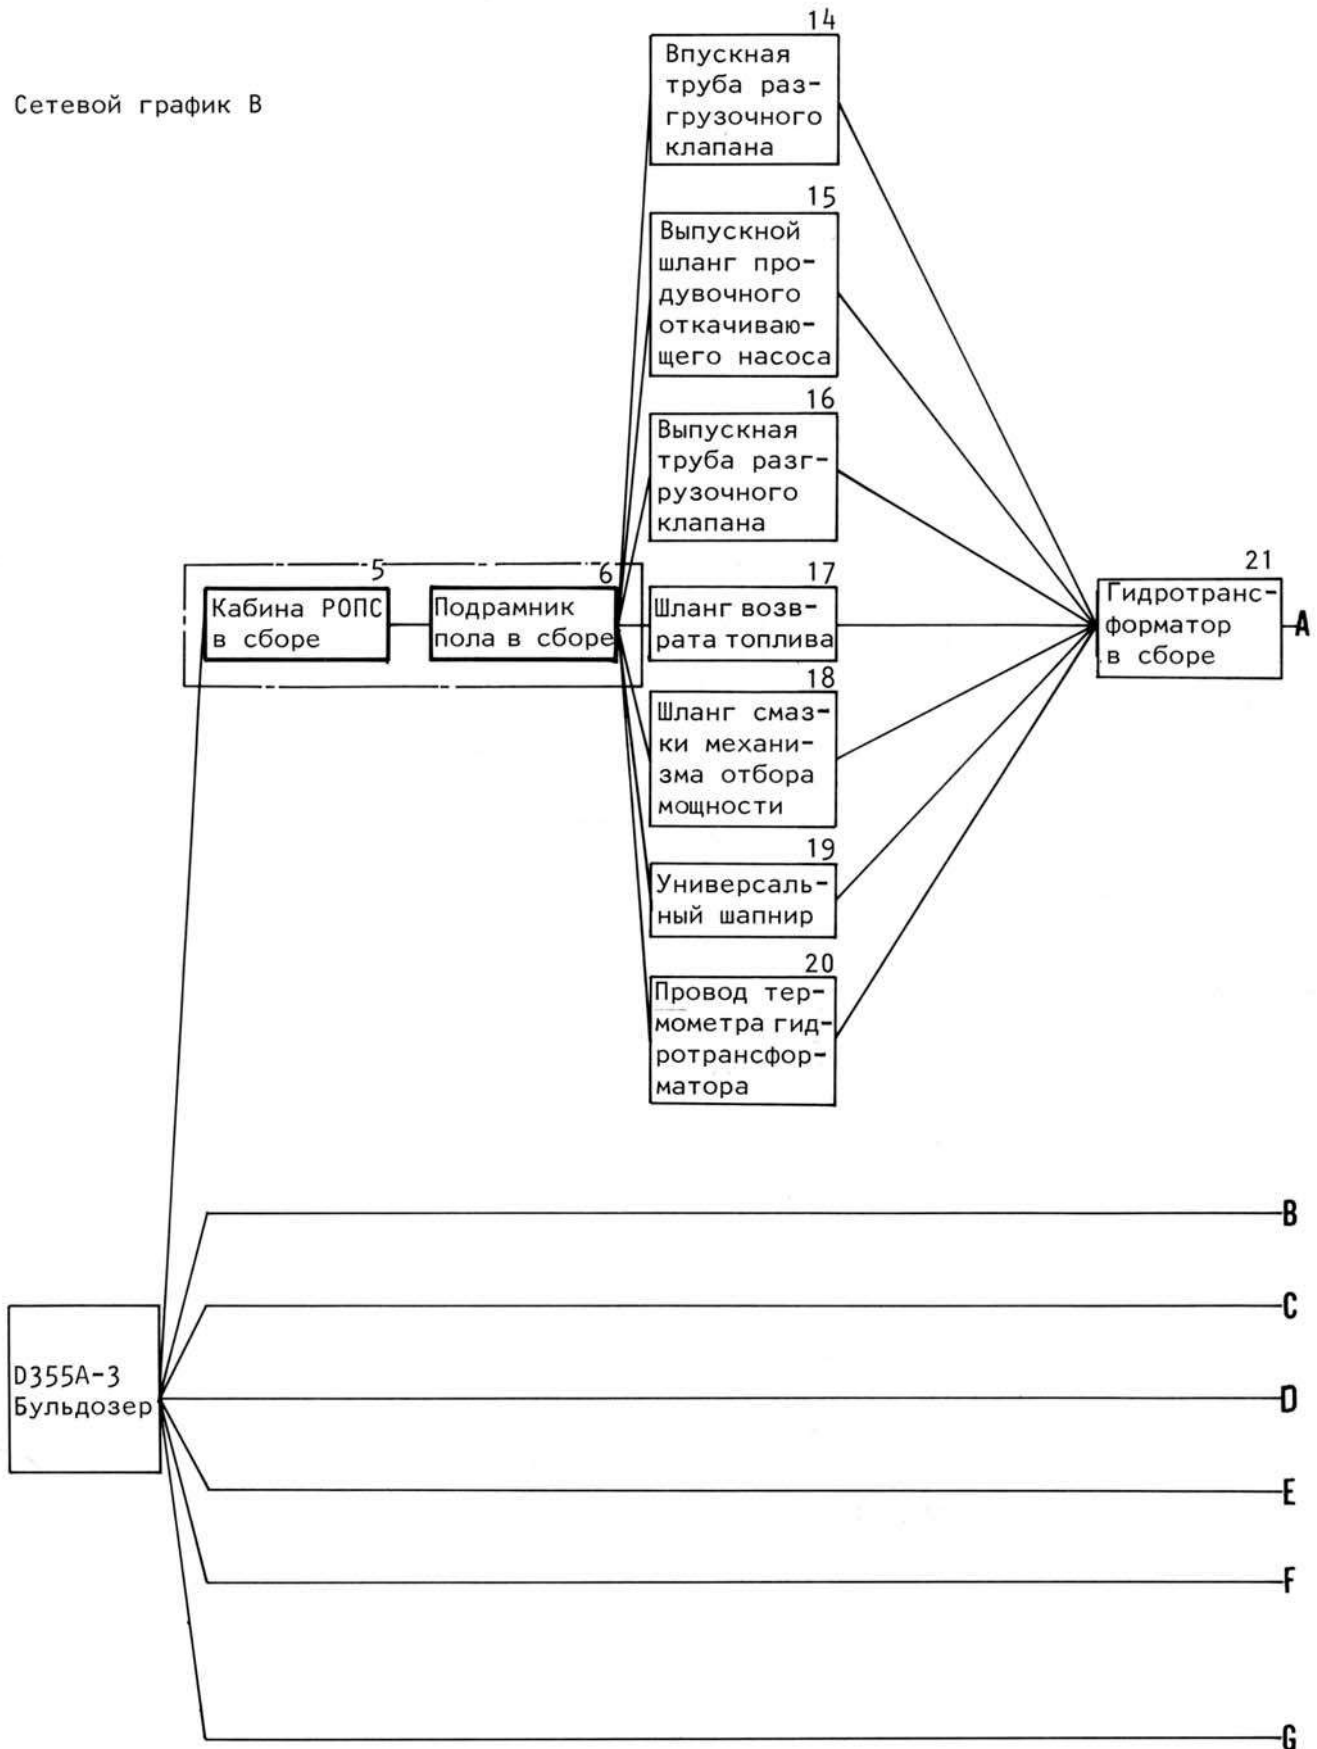 Сетевой график B
14
Впускная
труба раз-
грузочного
клапана
15
Выпускной
шланг про-
дувочного
откачиваю-
щего насоса
16
Выпускная
труба разг-
рузочного
клапана
5
Кабина РОПС
в сборе
6
Подрамник
пола в сборе
17
Шланг возв-
рата топлива
18
Шланг смаз-
ки механи-
зма отбора
мощности
19
Универсаль-
ный шапнир
20
Провод тер-
мометра гид-
ротрансфор-
матора
21
Гидротранс-
форматор
в сборе
A
D355A-3
Бульдозер
B
C
D
E
F
G